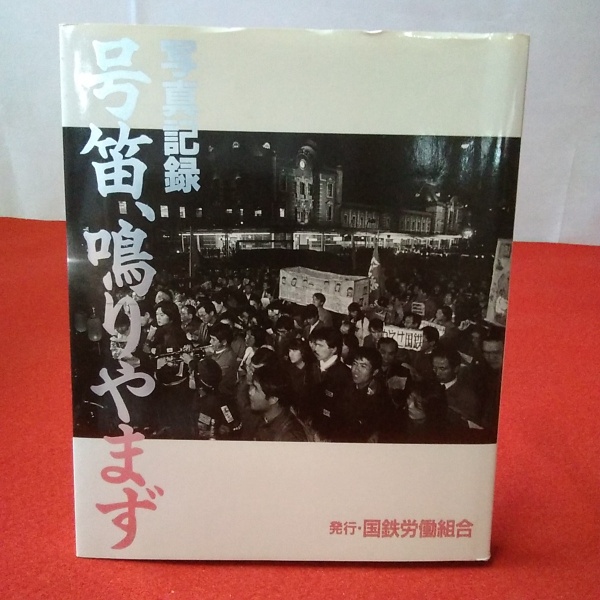 写真記録
号笛、鳴りやまず
発行・国鉄労働組合